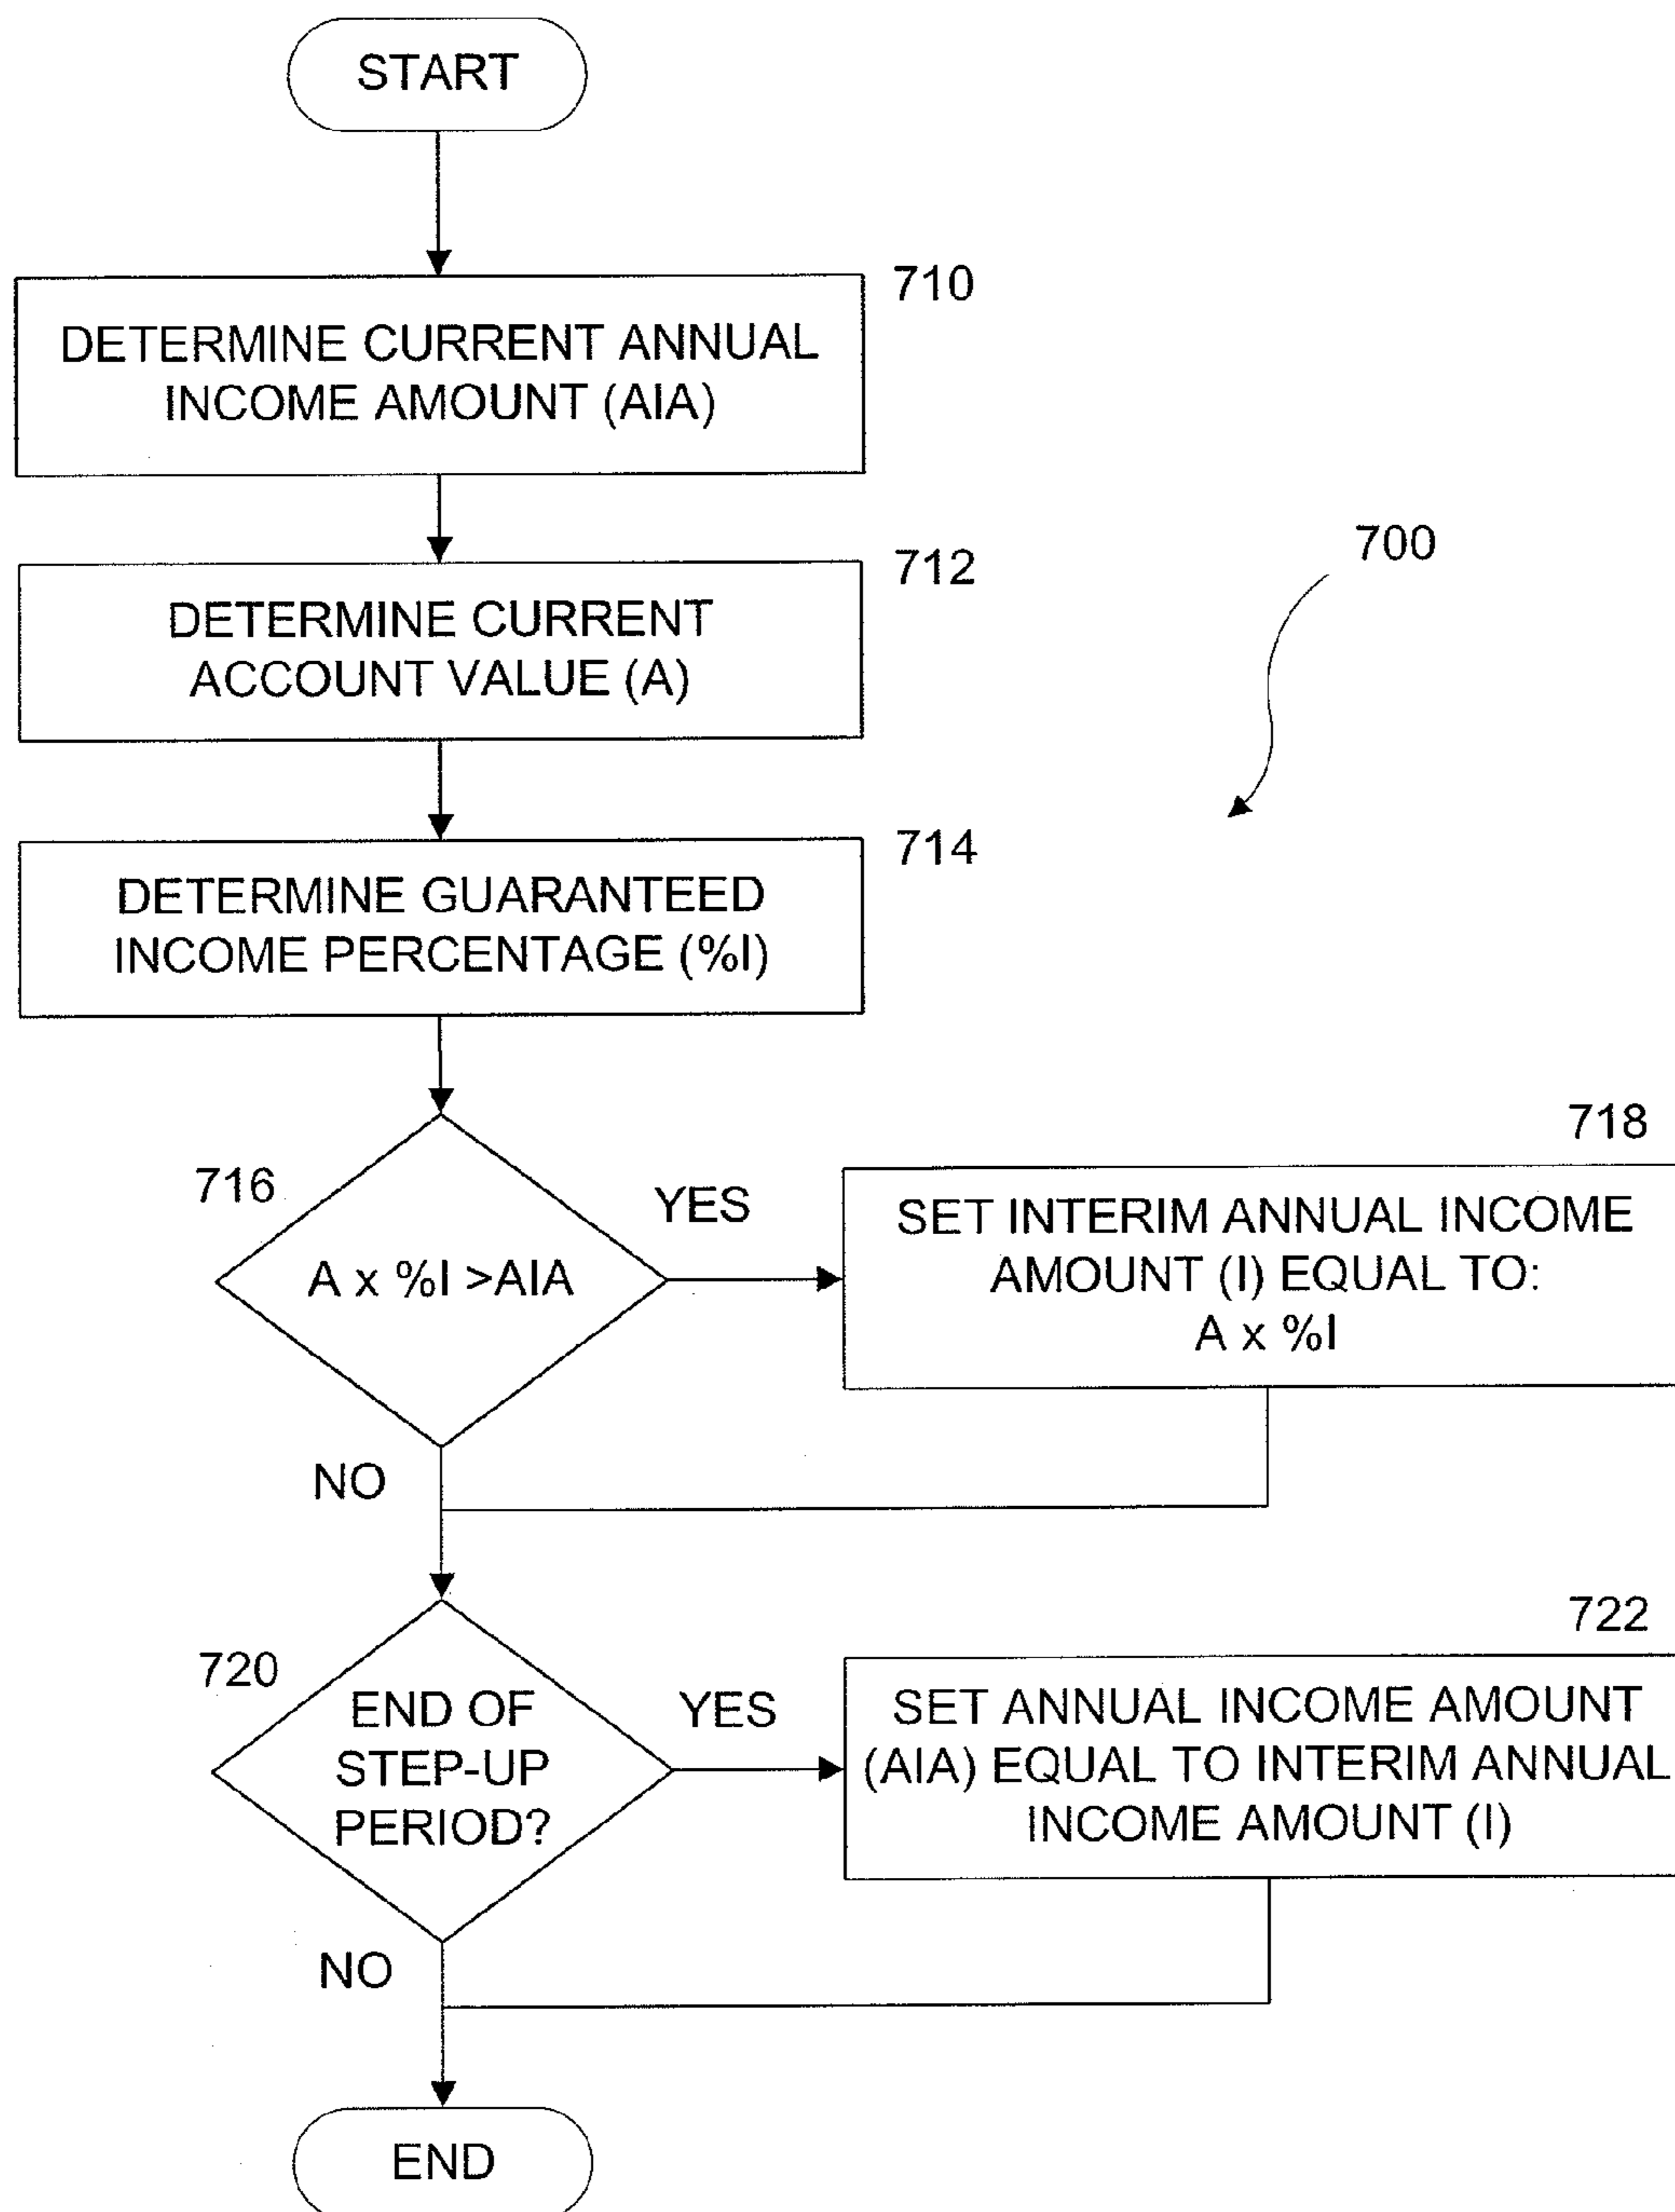 START
710
DETERMINE CURRENT ANNUAL
INCOME AMOUNT (AIA)
712
DETERMINE CURRENT
ACCOUNT VALUE (A)
700
714
DETERMINE GUARANTEED
INCOME PERCENTAGE (%I)
716
A x %I >AIA
YES
718
SET INTERIM ANNUAL INCOME
AMOUNT (I) EQUAL TO:
A x %I
NO
720
END OF
STEP-UP
PERIOD?
YES
722
SET ANNUAL INCOME AMOUNT
(AIA) EQUAL TO INTERIM ANNUAL
INCOME AMOUNT (I)
NO
END